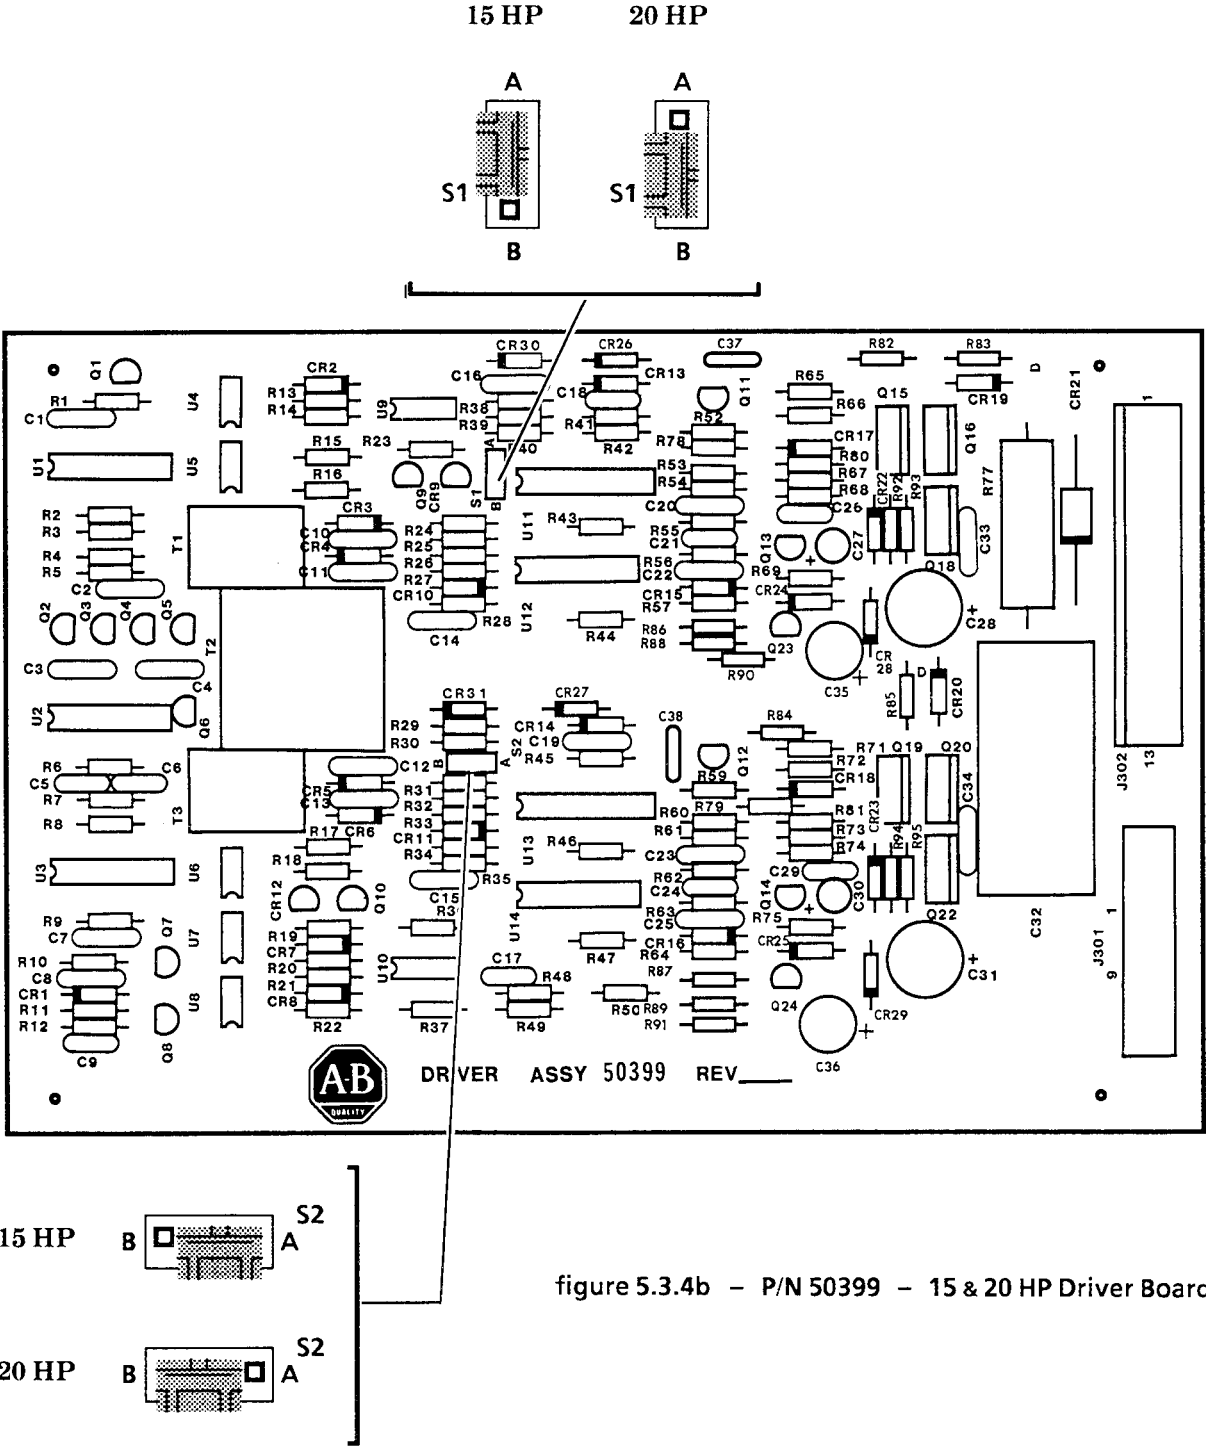 15 HP 20 HP
A A
S1 S1
B B
CR30 CR26 C37 R82 R83
Q1 CR2 C16 CR13 Q11 R65 D CR21
R1 R13 C18 CR19
C1 U4 R14 U9 R38 R41 R52 R66 Q15 1
R39 Q16
R15 R23 A R40 R42 R78 CR17
U1 U5 R53 R80 R77
R16 Q9 CR9 S1 R54 R67 CR22 R92 R93
B C20 R68
R2 CR3 C26
R3 T1 C10 R24 U11 R43 R55 Q13 C27 C33
CR4 R25 C21
R4 C11 R26 R56
R5 R27 C22 R69 Q18
C2 CR10 CR15 CR24
Q2 Q3 Q4 Q5 R28 U12 R57 + C28
T2 C14 R44 R86 Q23
C3 R88 CR
28
C4 R90 C35 + R85 D CR20
CR31 CR27
U2 Q6 R29 CR14 C38 R84
R30 C19 S2 Q12 R71 Q19 Q20
R6 C6 C12 B A R45 R72
C5 CR5 R31 R59 CR18 J302 13
R7 T3 C13 R32 R60 R79 R81 CR23 C34
R8 CR6 R33 R61 R73
R17 CR11 U13 R46 R74 R94 R95
U3 U6 R18 R34 C23 C29
CR12 Q10 C15 R35 R62 Q14 C30
C24
R9 Q7 R3 U14 R63 R75 + Q22 C32
C7 U7 R19 C25 J301 1
R10 CR7 R47 CR16 CR25
C8 R20 U10 C17 R64 9
CR1 R21 R48 R87 Q24 + C31
R11 U8 CR8 R50 R89
R12 Q8 R22 R37 R49 R91 + CR29
C9 C36
A-B
QUALITY
DRIVER ASSY 50399 REV____
15 HP B A S2
figure 5.3.4b – P/N 50399 – 15 & 20 HP Driver Board
20 HP B A S2